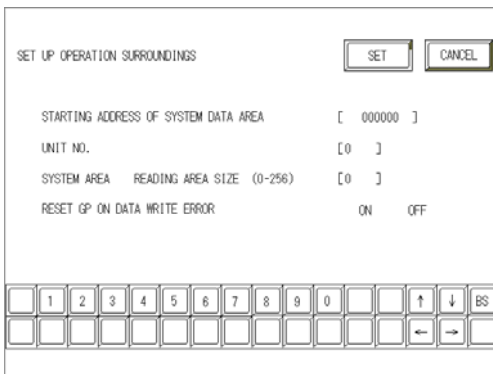 SET UP OPERATION SURROUNDINGS SET CANCEL
STARTING ADDRESS OF SYSTEM DATA AREA [ 000000 ]
UNIT NO. [0 ]
SYSTEM AREA READING AREA SIZE (0-256) [0 ]
RESET GP ON DATA WRITE ERROR ON OFF
1 2 3 4 5 6 7 8 9 0 ↑ ↓ BS
← →